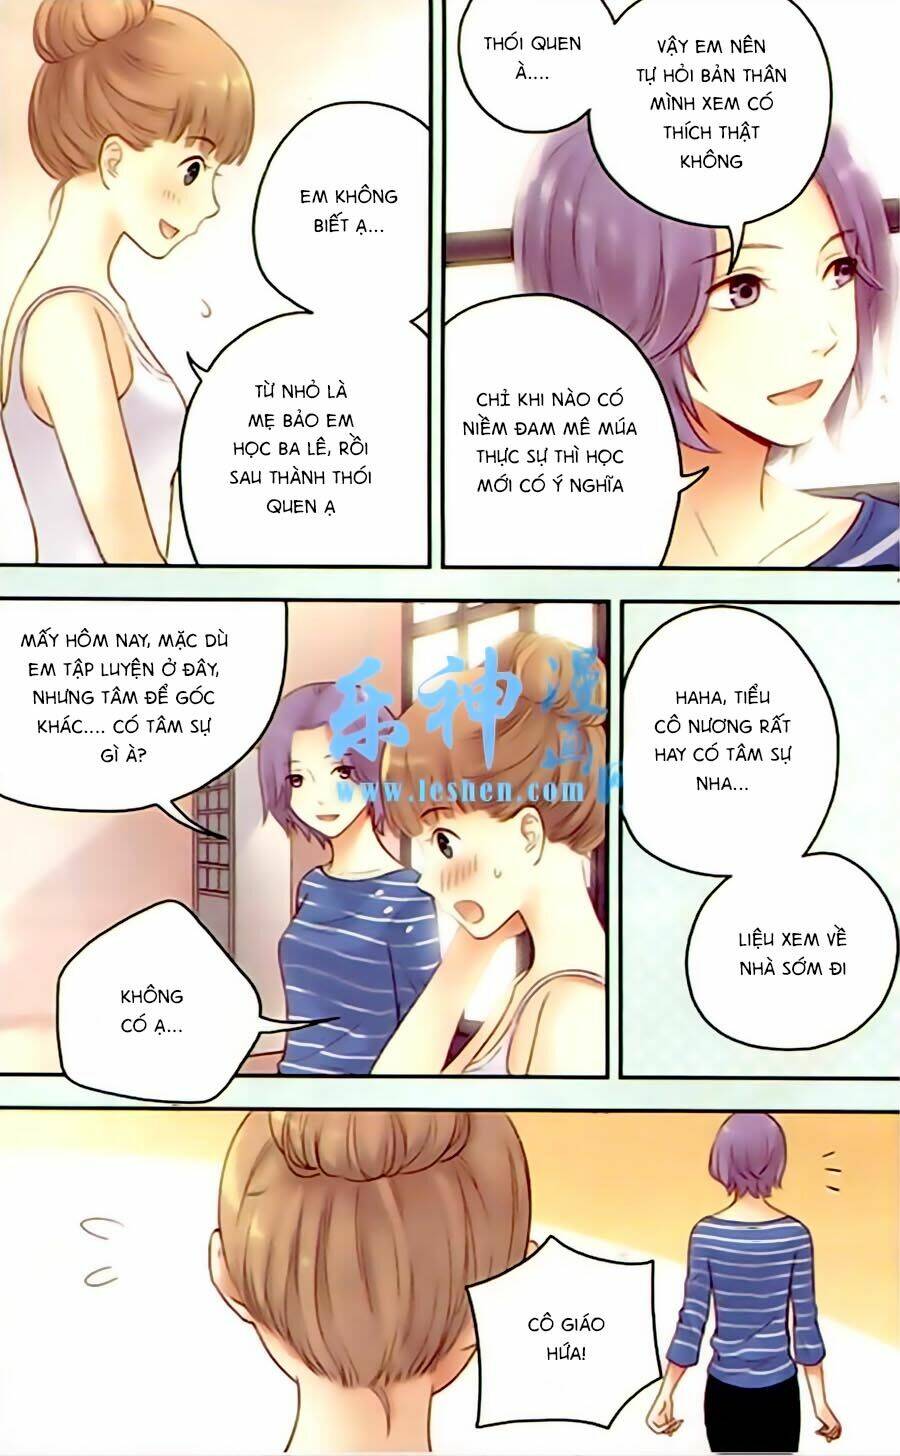 EM KHÔNG
BIẾT Ạ...
TỪ NHỎ LÀ
MẸ BẢO EM
HỌC BA LÊ, RỒI
SAU THÀNH THÓI
QUEN Ạ
THÓI QUEN
À....
VẬY EM NÊN
TỰ HỎI BẢN THÂN
MÌNH XEM CÓ
THÍCH THẬT
KHÔNG
CHỈ KHI NÀO CÓ
NIỀM ĐAM MÊ MÚA
THỰC SỰ THÌ HỌC
MỚI CÓ Ý NGHĨA
MẤY HÔM NAY, MẶC DÙ
EM TẬP LUYỆN Ở ĐÂY,
NHƯNG TÂM ĐỂ GÓC
KHÁC.... CÓ TÂM SỰ
GÌ À?
KHÔNG
CÓ Ạ...
乐神漫画网
www.leshen.com
HAHA, TIỂU
CÔ NƯƠNG RẤT
HAY CÓ TÂM SỰ
NHA...
LIỆU XEM VỀ
NHÀ SỚM ĐI
CÔ GIÁO
HỨA!